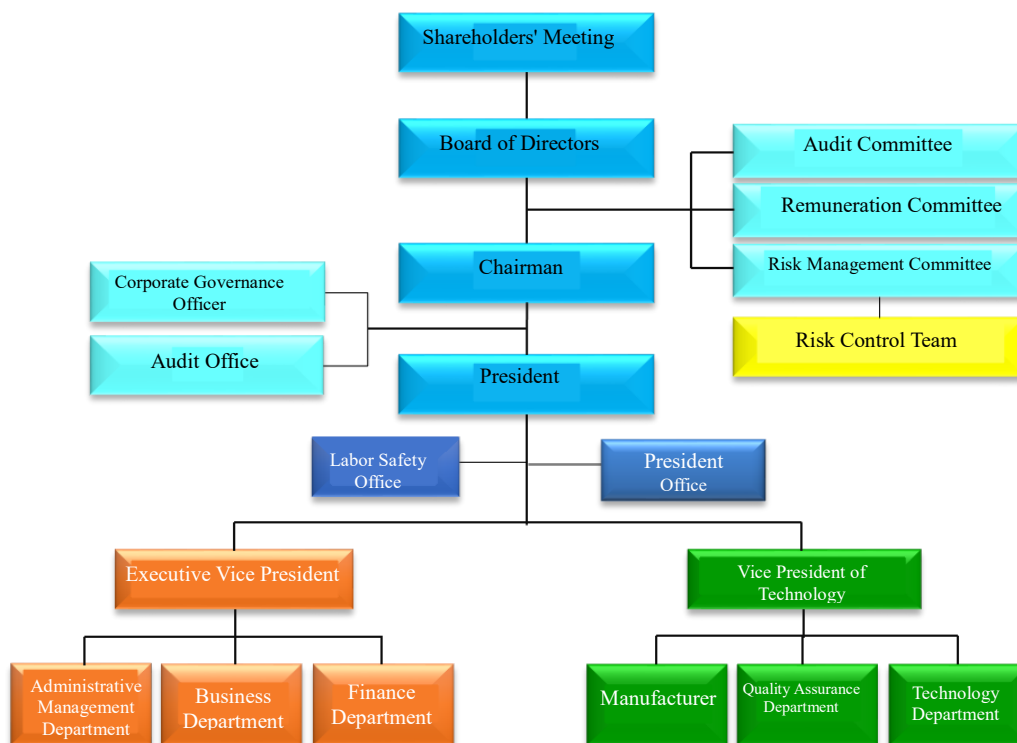 Shareholders' Meeting
Board of Directors
Audit Committee
Remuneration Committee
Chairman
Risk Management Committee
Corporate Governance
Officer
Risk Control Team
Audit Office
President
Labor Safety
Office
President
Office
Executive Vice President
Vice President of
Technology
Administrative
Management
Department
Business
Department
Finance
Department
Manufacturer
Quality Assurance
Department
Technology
Department